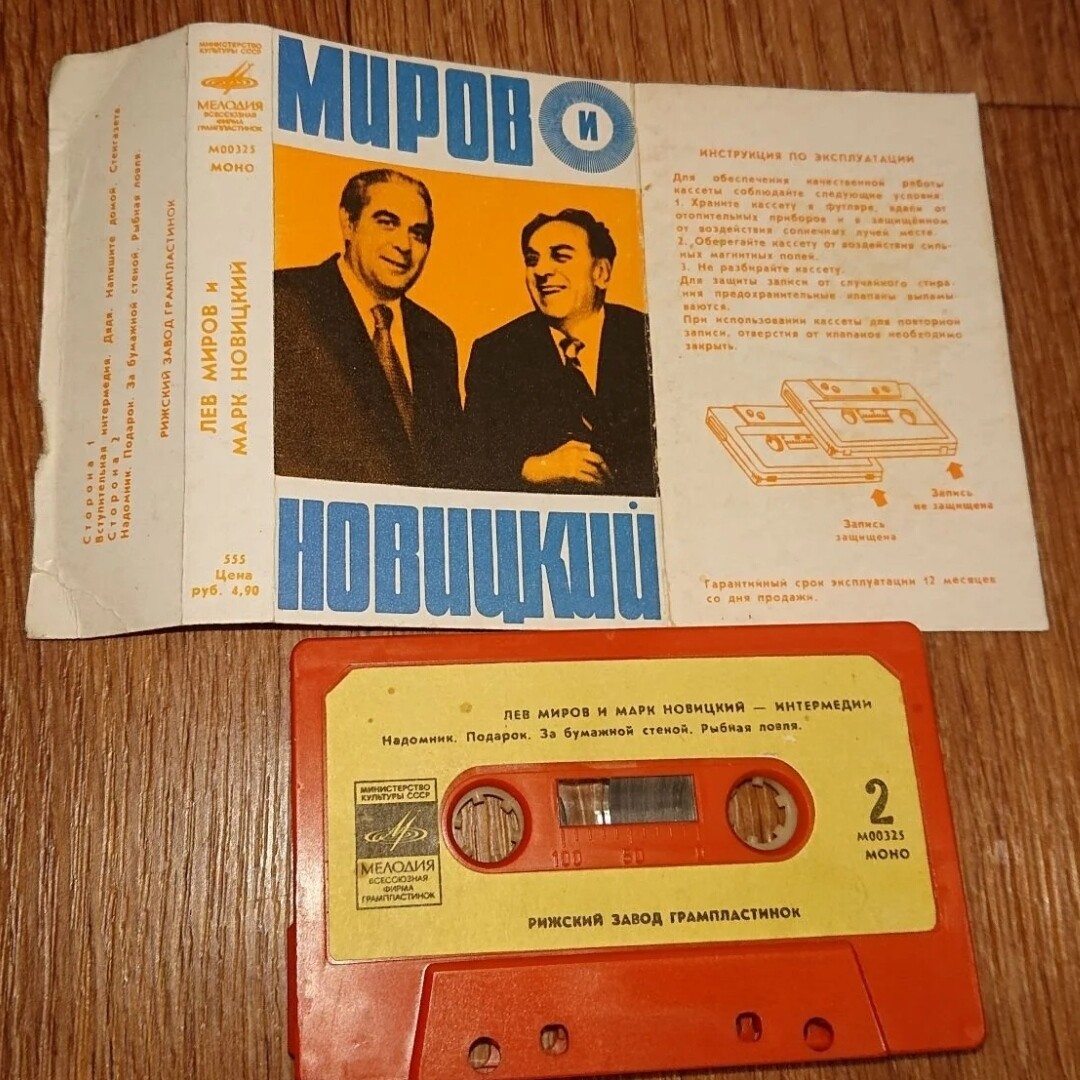 Сторона 1
Вступительная интермедия. Дядя. Напишите домой. Стенгазета
Сторона 2
Надомник. Подарок. За бумажной стеной. Рыбная ловля.
РИЖСКИЙ ЗАВОД ГРАМПЛАСТИНОК
МИНИСТЕРСТВО
КУЛЬТУРЫ СССР
МЕЛОДИЯ
ВСЕСОЮЗНАЯ
ФИРМА
ГРАМПЛАСТИНОК
М00325
МОНО
ЛЕВ МИРОВ и
МАРК НОВИЦКИЙ
555
Цена
руб. 4,90
МИРОВ И
НОВИЦКИЙ
ИНСТРУКЦИЯ ПО ЭКСПЛУАТАЦИИ
Для обеспечения качественной работы
кассеты соблюдайте следующие условия:
1. Храните кассету в футляре, вдали от
отопительных приборов и в защищённом
от воздействия солнечных лучей месте.
2. Оберегайте кассету от воздействия силь-
ных магнитных полей.
3. Не разбирайте кассету.
Для защиты записи от случайного стира-
ния предохранительные клапаны выламы-
ваются.
При использовании кассеты для повторной
записи, отверстия от клапанов необходимо
закрыть.
Запись
защищена
Запись
не защищена
Гарантийный срок эксплуатации 12 месяцев
со дня продажи.
ЛЕВ МИРОВ И МАРК НОВИЦКИЙ — ИНТЕРМЕДИИ
Надомник. Подарок. За бумажной стеной. Рыбная ловля.
МИНИСТЕРСТВО
КУЛЬТУРЫ СССР
МЕЛОДИЯ
ВСЕСОЮЗНАЯ
ФИРМА
ГРАМПЛАСТИНОК
100 50 0
2
М00325
МОНО
РИЖСКИЙ ЗАВОД ГРАМПЛАСТИНОК